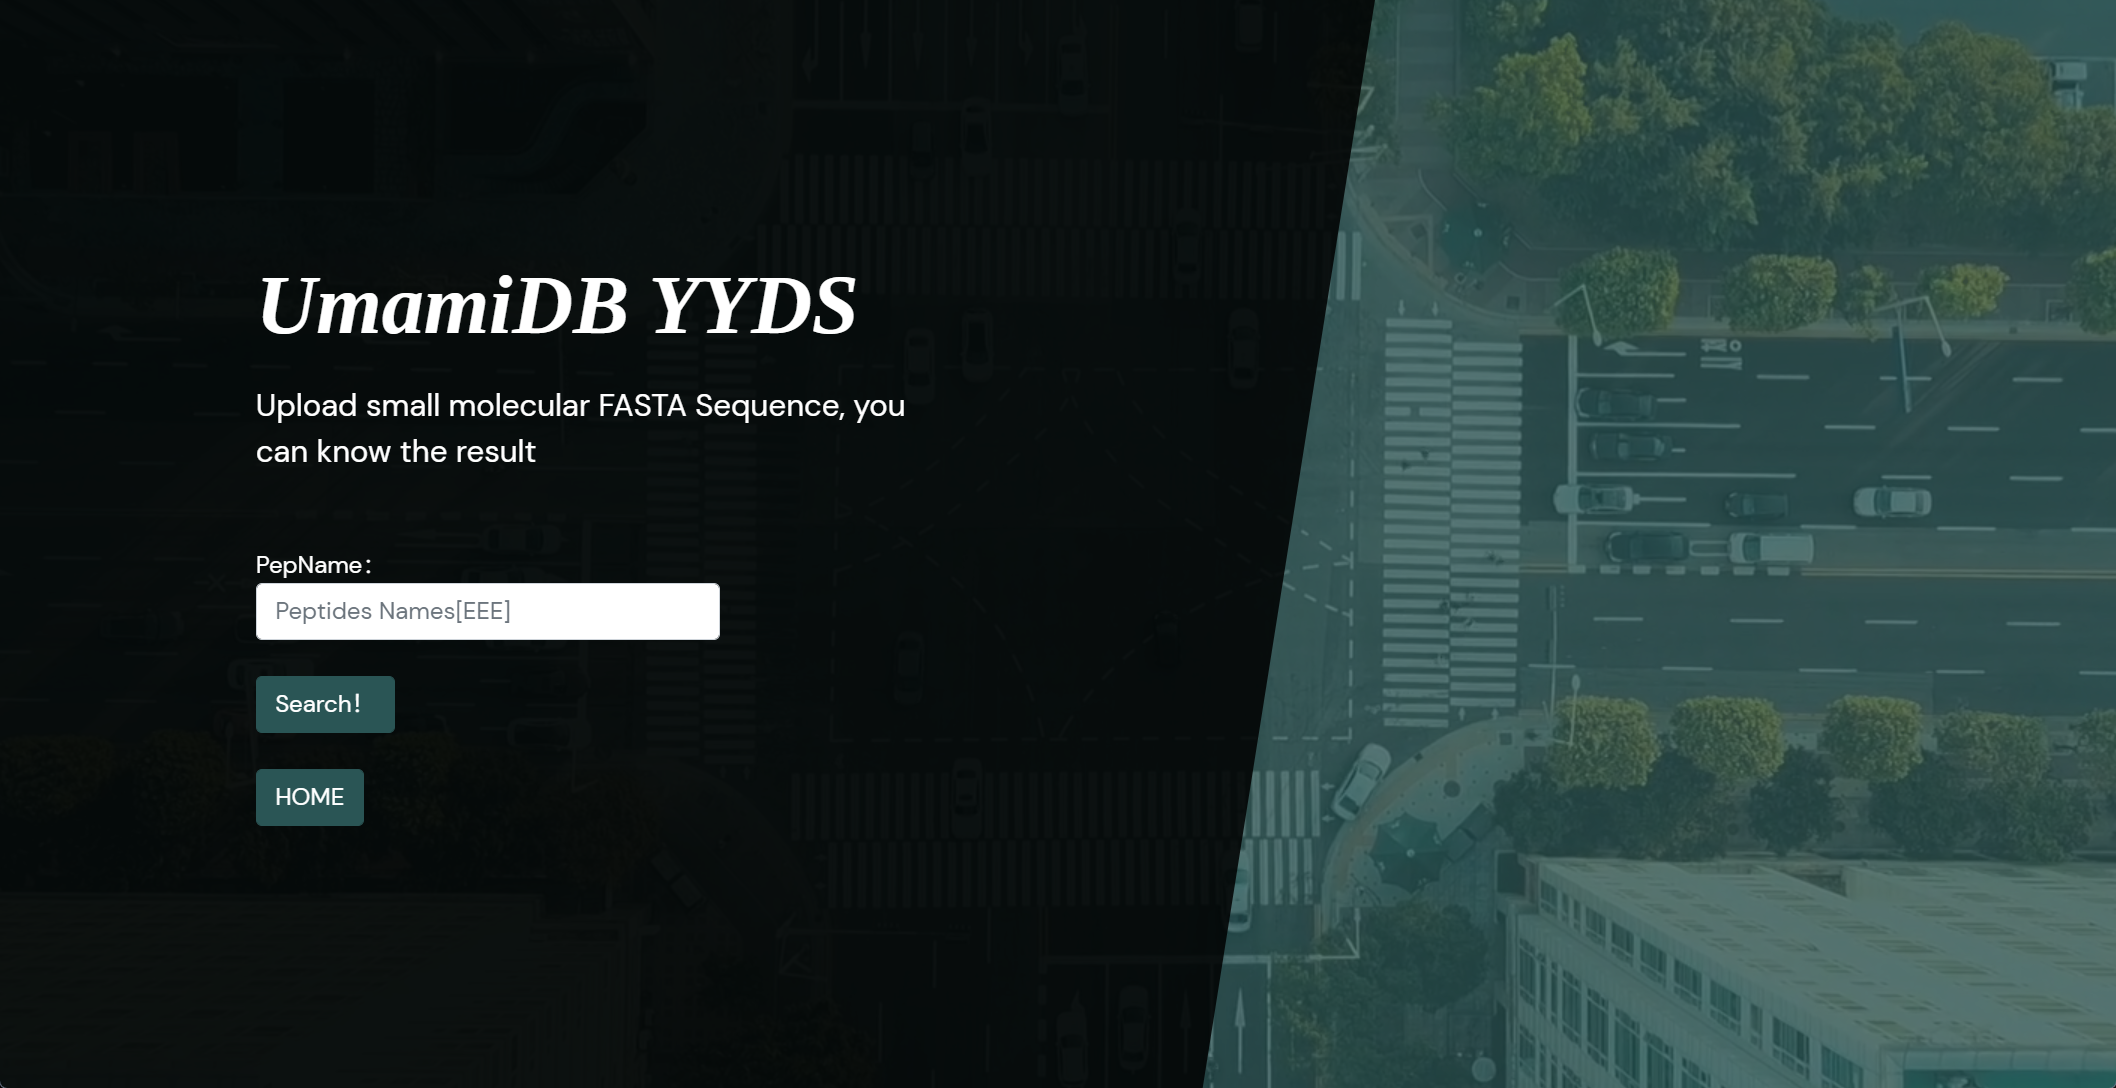 UmamiDB YYDS
Upload small molecular FASTA Sequence, you
can know the result
PepName：
Peptides Names[EEE]
Search！
HOME